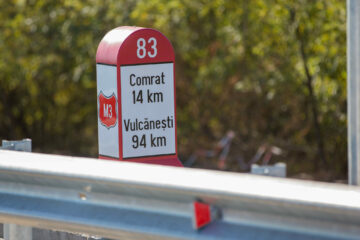 83
Comrat
14 km
M3
Vulcănești
94 km